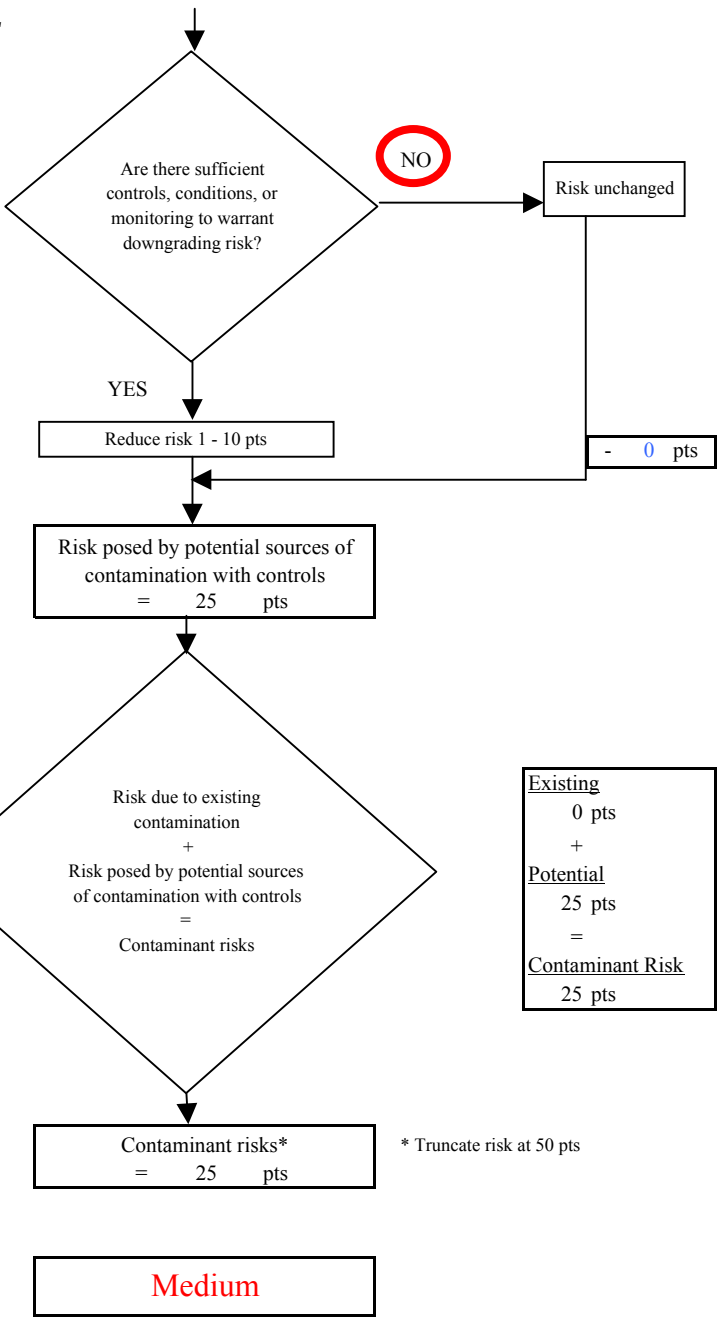 Are there sufficient
controls, conditions, or
monitoring to warrant
downgrading risk?
NO
Risk unchanged
YES
Reduce risk 1 - 10 pts
- 0 pts
Risk posed by potential sources of
contamination with controls
= 25 pts
Risk due to existing
contamination
+
Risk posed by potential sources
of contamination with controls
=
Contaminant risks
Existing
0 pts
+
Potential
25 pts
=
Contaminant Risk
25 pts
Contaminant risks*
= 25 pts
* Truncate risk at 50 pts
Medium